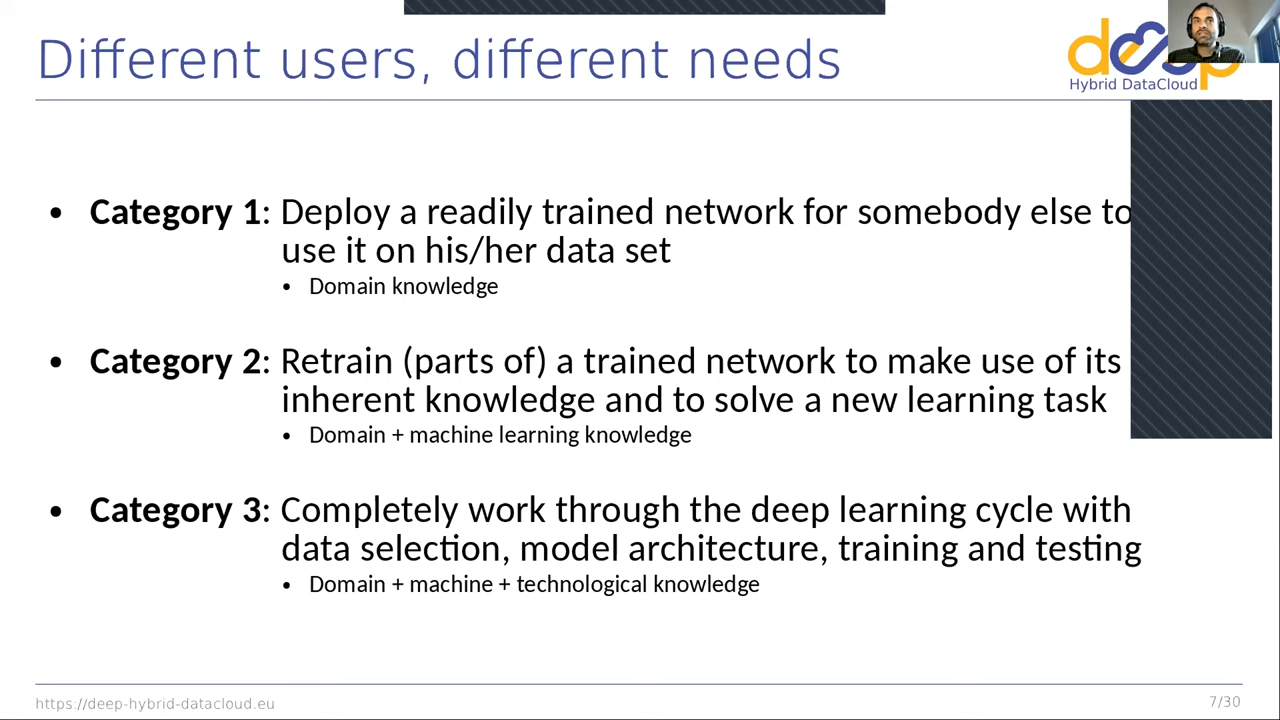 Different users, different needs
deep
Hybrid DataCloud
• Category 1: Deploy a readily trained network for somebody else to
use it on his/her data set
• Domain knowledge
• Category 2: Retrain (parts of) a trained network to make use of its
inherent knowledge and to solve a new learning task
• Domain + machine learning knowledge
• Category 3: Completely work through the deep learning cycle with
data selection, model architecture, training and testing
• Domain + machine + technological knowledge
https://deep-hybrid-datacloud.eu
7/30